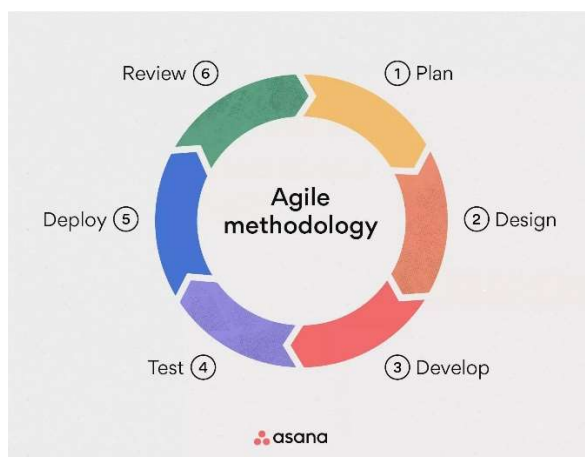 Review 6
1 Plan
Agile
methodology
Deploy 5
2 Design
Test 4
3 Develop
asana